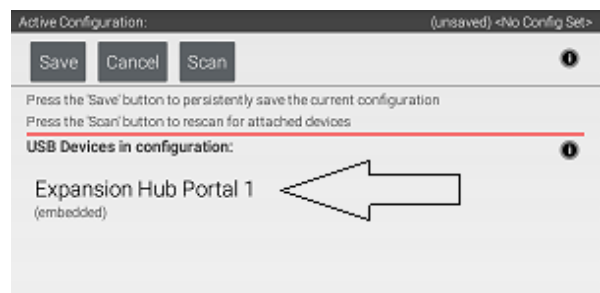 Active Configuration: (unsaved) <No Config Set>
Save Cancel Scan
Press the 'Save' button to persistently save the current configuration
Press the 'Scan' button to rescan for attached devices
USB Devices in configuration:
Expansion Hub Portal 1
(embedded)